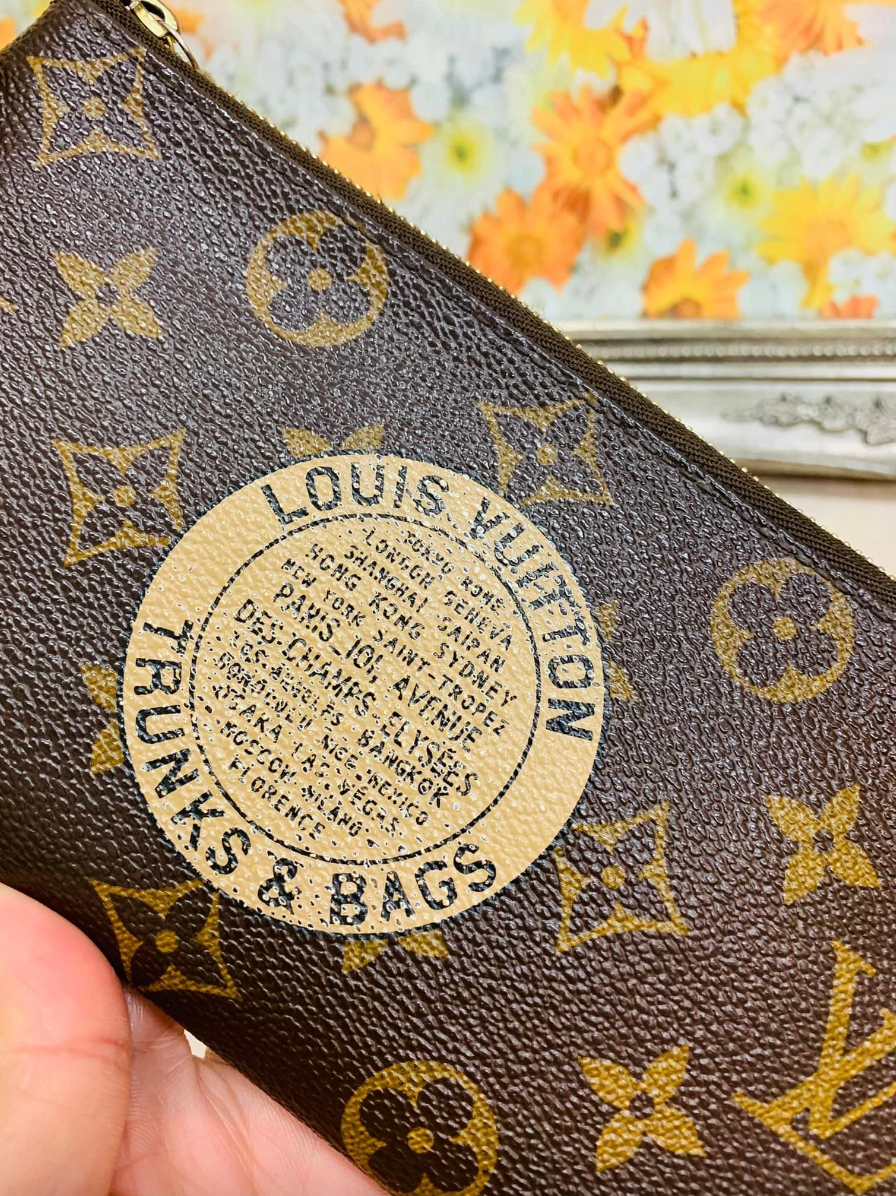 LOUIS VUITTON
TOKYO ROME
LONDON GENEVA
SHANGHAI SAIPAN
HONG KONG SYDNEY
NEW YORK SAINT TROPEZ
PARIS 101, AVENUE
DES CHAMPS-ELYSEES
LOS-ANGELES BANGKOK
NICE MEXICO
OSAKA LAS VEGAS
MOSCOW MILANO
FLORENCE
TRUNKS & BAGS
LV